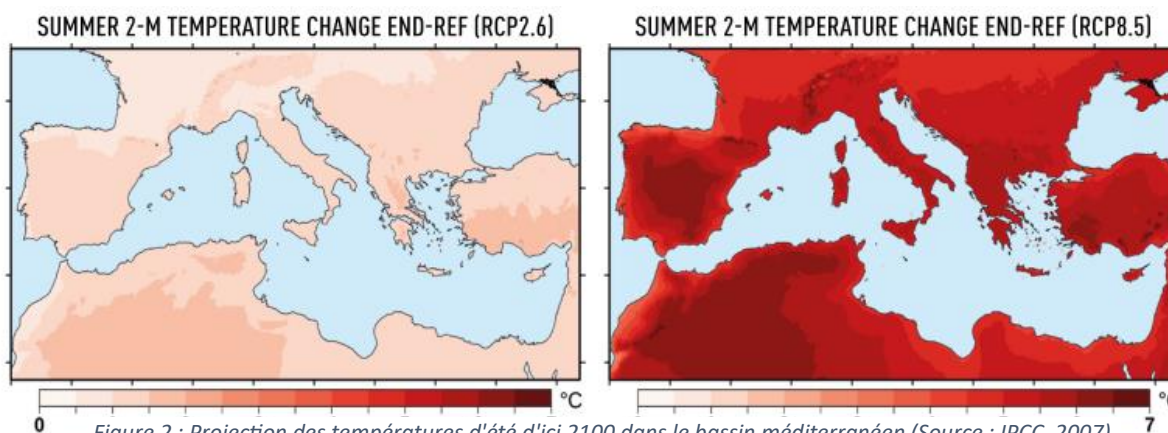 SUMMER 2-M TEMPERATURE CHANGE END-REF (RCP2.6)
SUMMER 2-M TEMPERATURE CHANGE END-REF (RCP8.5)
°C
0
7
Figure 2 : Projection des températures d'été d'ici 2100 dans le bassin méditerranéen (Source : IPCC, 2007)